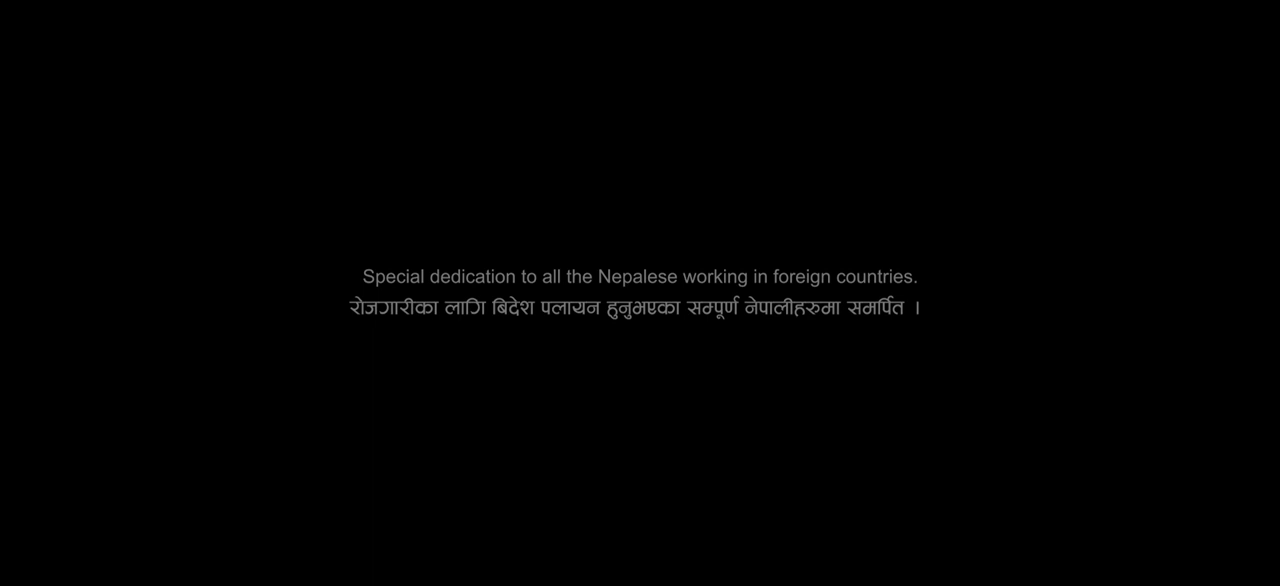 Special dedication to all the Nepalese working in foreign countries.
रोजगारीका लागि बिदेश पलायन हुनुभएका सम्पूर्ण नेपालीहरुमा समर्पित ।